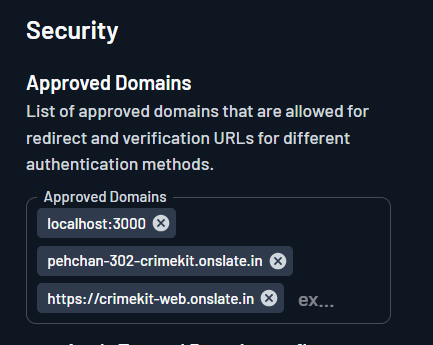 Security
Approved Domains
List of approved domains that are allowed for
redirect and verification URLs for different
authentication methods.
Approved Domains
localhost:3000
pehchan-302-crimekit.onslate.in
https://crimekit-web.onslate.in ex...